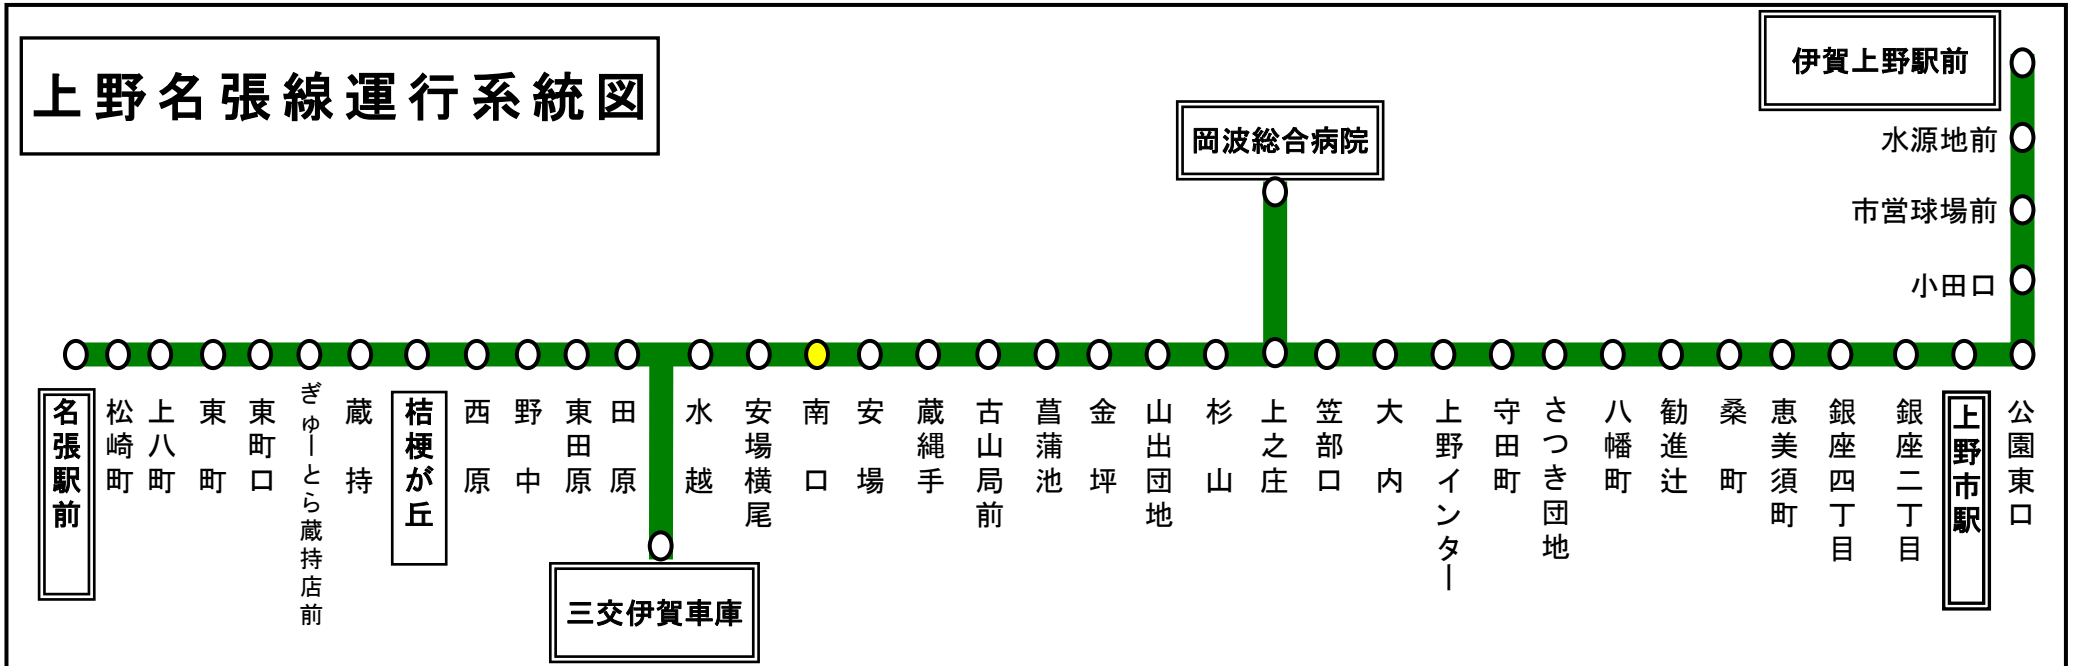 上野名張線運行系統図
伊賀上野駅前
岡波総合病院
水源地前
市営球場前
小田口
名張駅前
松崎町
上八町
東町
東町口
ぎゅーとら蔵持店前
蔵持
桔梗が丘
西原
野中
東田原
田原
水越
安場横尾
南口
安場
蔵縄手
古山局前
菖蒲池
金坪
山出団地
杉山
上之庄
笠部口
大内
上野インター
守田町
さつき団地
八幡町
勧進辻
桑町
恵美須町
銀座四丁目
銀座二丁目
上野市駅
公園東口
三交伊賀車庫